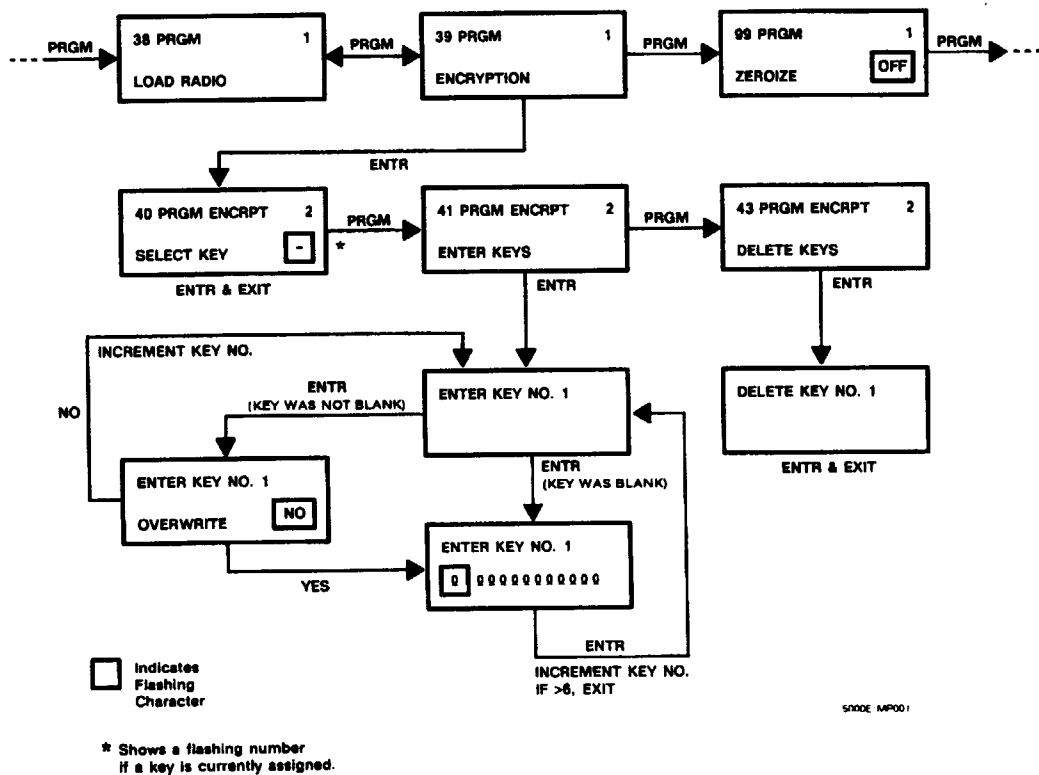 PRGM
38 PRGM 1
LOAD RADIO
PRGM
39 PRGM 1
ENCRYPTION
PRGM
99 PRGM 1
ZEROIZE OFF
PRGM
ENTR
40 PRGM ENCRPT 2
SELECT KEY -
ENTR & EXIT
PRGM
*
41 PRGM ENCRPT 2
ENTER KEYS
PRGM
43 PRGM ENCRPT 2
DELETE KEYS
ENTR
ENTR
INCREMENT KEY NO.
NO
ENTR
(KEY WAS NOT BLANK)
ENTER KEY NO. 1
DELETE KEY NO. 1
ENTR & EXIT
ENTER KEY NO. 1
OVERWRITE NO
ENTR
(KEY WAS BLANK)
YES
ENTER KEY NO. 1
ENTR
INCREMENT KEY NO.
IF >6, EXIT
Indicates
Flashing
Character
* Shows a flashing number
if a key is currently assigned.